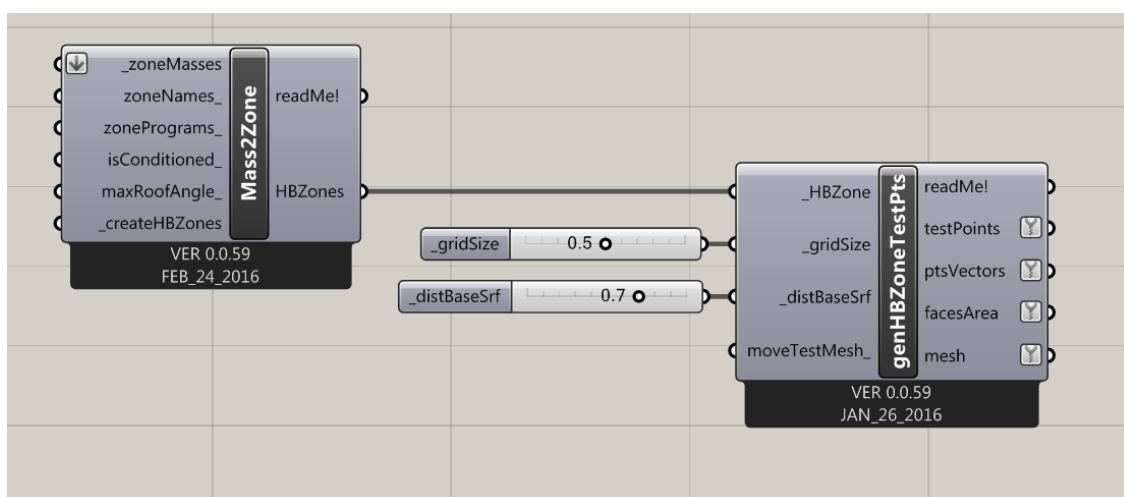 _zoneMasses
zoneNames_
zonePrograms_
isConditioned_
maxRoofAngle_
_createHBZones
Mass2Zone
readMe!
HBZones
VER 0.0.59
FEB_24_2016
_gridSize
0.5
_distBaseSrf
0.7
_HBZone
_gridSize
_distBaseSrf
moveTestMesh_
genHBZoneTestPts
readMe!
testPoints
ptsVectors
facesArea
mesh
VER 0.0.59
JAN_26_2016